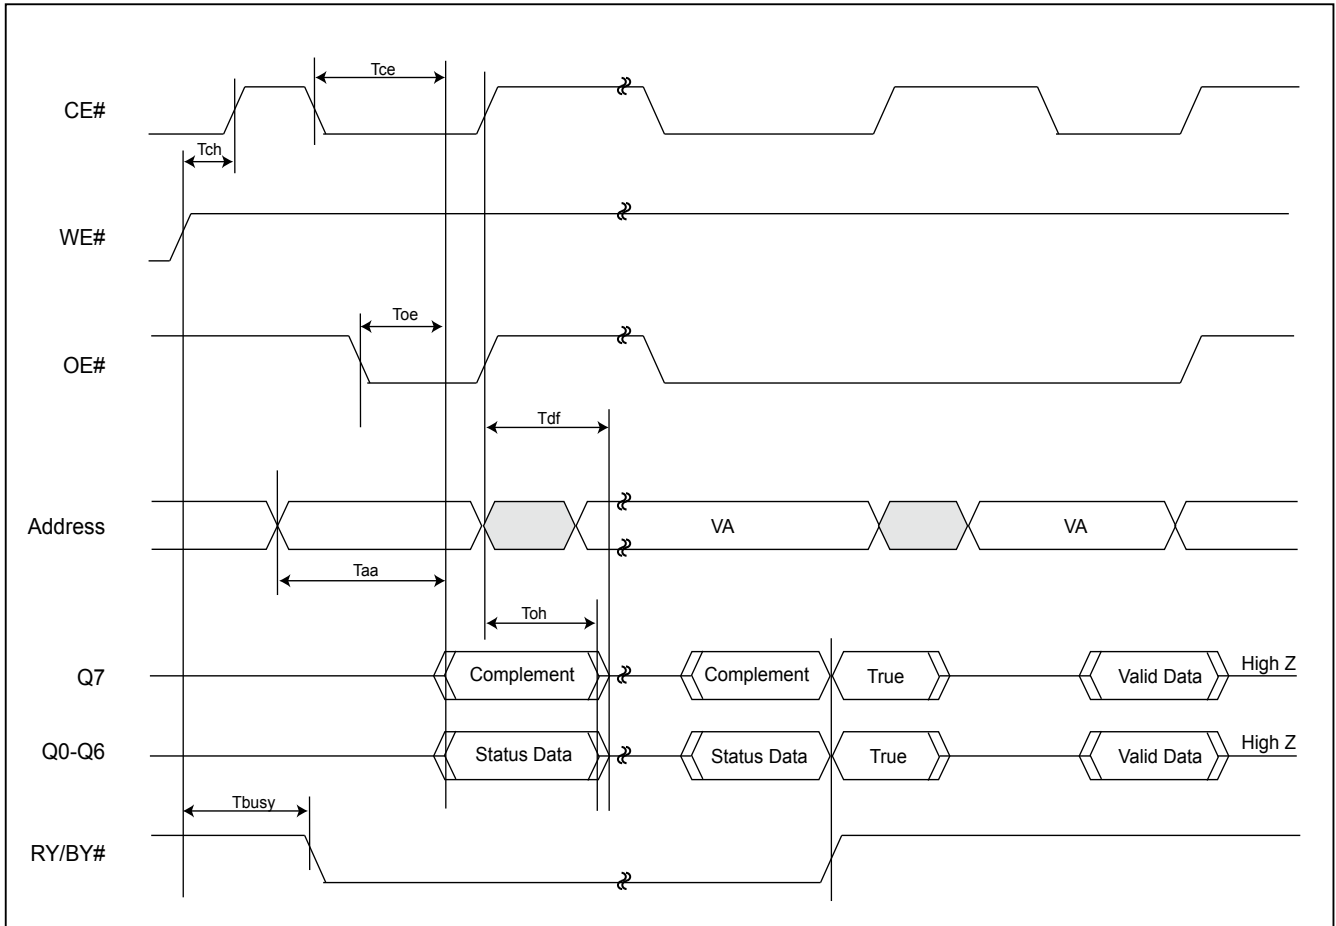 Tce
CE#
Tch
WE#
Toe
OE#
Tdf
Address VA VA
Taa
Toh
Q7 Complement Complement True Valid Data High Z
Q0-Q6 Status Data Status Data True Valid Data High Z
Tbusy
RY/BY#